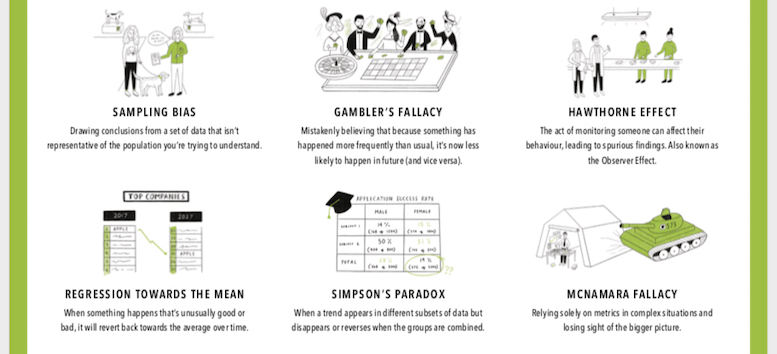 SAMPLING BIAS
Drawing conclusions from a set of data that isn't
representative of the population you're trying to understand.
GAMBLER'S FALLACY
Mistakenly believing that because something has
happened more frequently than usual, it's now less
likely to happen in future (and vice versa).
HAWTHORNE EFFECT
The act of monitoring someone can affect their
behaviour, leading to spurious findings. Also known as
the Observer Effect.
TOP COMPANIES
2017
2027
APPLE
APPLE
REGRESSION TOWARDS THE MEAN
When something happens that's unusually good or
bad, it will revert back towards the average over time.
APPLICATION SUCCESS RATE
MALE FEMALE
SUBJECT 1 14%
SUBJECT 2 50%
TOTAL
SIMPSON'S PARADOX
When a trend appears in different subsets of data but
disappears or reverses when the groups are combined.
MCNAMARA FALLACY
Relying solely on metrics in complex situations and
losing sight of the bigger picture.